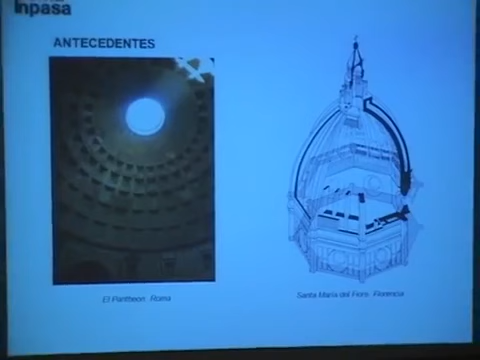 inpasa
ANTECEDENTES
El Pantheon. Roma
Santa Maria del Fiore. Florencia